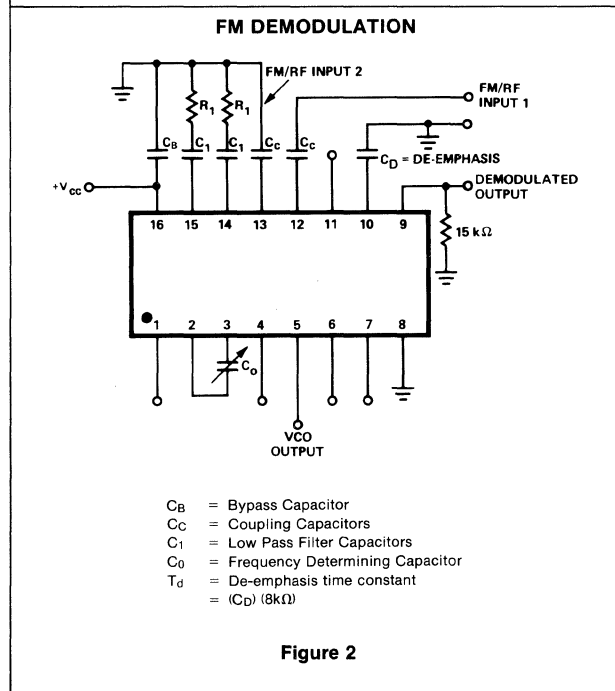 FM DEMODULATION
FM/RF INPUT 2
FM/RF
INPUT 1
R1
R1
CB
C1
C1
CC
CC
CD = DE-EMPHASIS
+VCC
DEMODULATED
OUTPUT
15 kΩ
16 15 14 13 12 11 10 9
1 2 3 4 5 6 7 8
Co
VCO
OUTPUT
CB = Bypass Capacitor
CC = Coupling Capacitors
C1 = Low Pass Filter Capacitors
C0 = Frequency Determining Capacitor
Td = De-emphasis time constant
= (CD) (8kΩ)
Figure 2